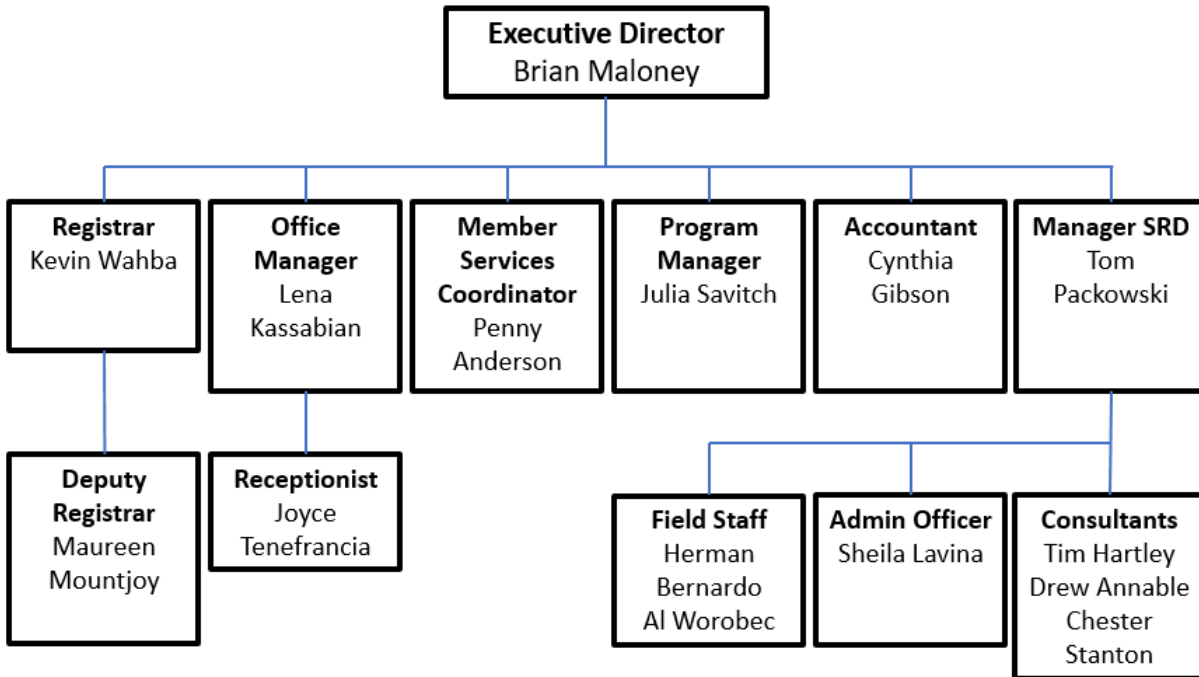 Executive Director
Brian Maloney
Registrar
Kevin Wahba
Office
Manager
Lena
Kassabian
Member
Services
Coordinator
Penny
Anderson
Program
Manager
Julia Savitch
Accountant
Cynthia
Gibson
Manager SRD
Tom
Packowski
Deputy
Registrar
Maureen
Mountjoy
Receptionist
Joyce
Tenefrancia
Field Staff
Herman
Bernardo
Al Worobec
Admin Officer
Sheila Lavina
Consultants
Tim Hartley
Drew Annable
Chester
Stanton